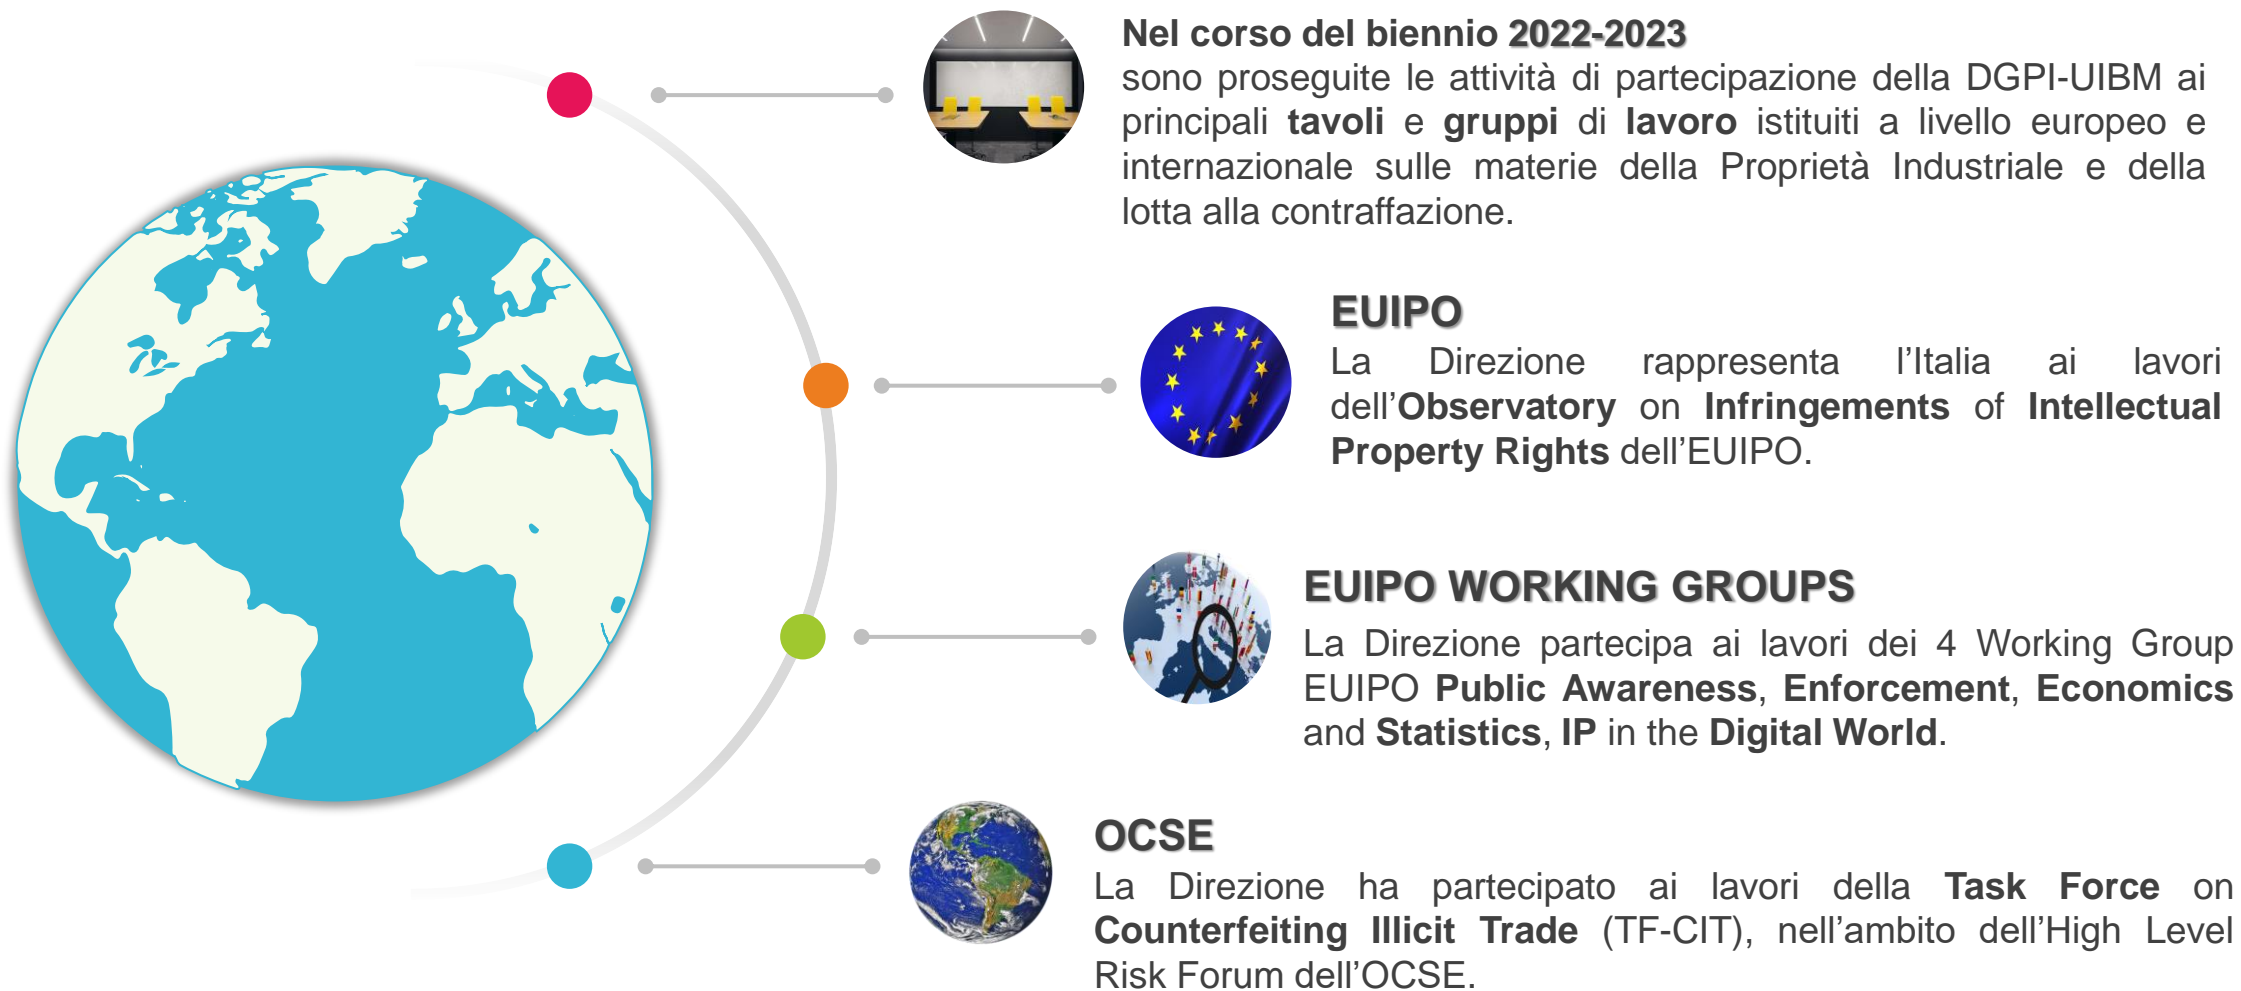 Nel corso del biennio 2022-2023
sono proseguite le attività di partecipazione della DGPI-UIBM ai
principali tavoli e gruppi di lavoro istituiti a livello europeo e
internazionale sulle materie della Proprietà Industriale e della
lotta alla contraffazione.
EUIPO
La Direzione rappresenta l’Italia ai lavori
dell’Observatory on Infringements of Intellectual
Property Rights dell’EUIPO.
EUIPO WORKING GROUPS
La Direzione partecipa ai lavori dei 4 Working Group
EUIPO Public Awareness, Enforcement, Economics
and Statistics, IP in the Digital World.
OCSE
La Direzione ha partecipato ai lavori della Task Force on
Counterfeiting Illicit Trade (TF-CIT), nell’ambito dell’High Level
Risk Forum dell’OCSE.